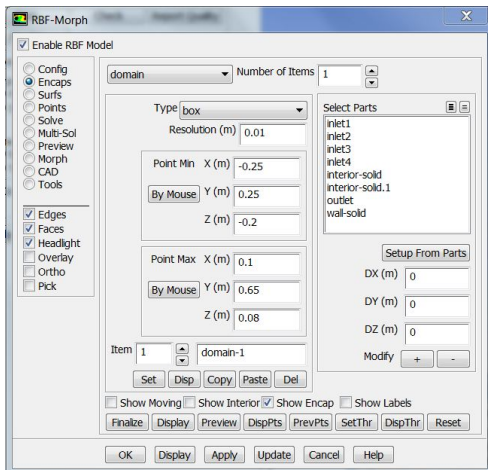 Check Report Quality
RBF-Morph X
Enable RBF Model
Config
Encaps
Surfs
Points
Solve
Multi-Sol
Preview
Morph
CAD
Tools
Edges
Faces
Headlight
Overlay
Ortho
Pick
domain Number of Items 1
Type box
Resolution (m) 0.01
Point Min X (m) -0.25
By Mouse Y (m) 0.25
Z (m) -0.2
Point Max X (m) 0.1
By Mouse Y (m) 0.65
Z (m) 0.08
Item 1 domain-1
Set Disp Copy Paste Del
Select Parts
inlet1
inlet2
inlet3
inlet4
interior-solid
interior-solid.1
outlet
wall-solid
Setup From Parts
DX (m) 0
DY (m) 0
DZ (m) 0
Modify + -
Show Moving Show Interior Show Encap Show Labels
Finalize Display Preview DispPts PrevPts SetThr DispThr Reset
OK Display Apply Update Cancel Help